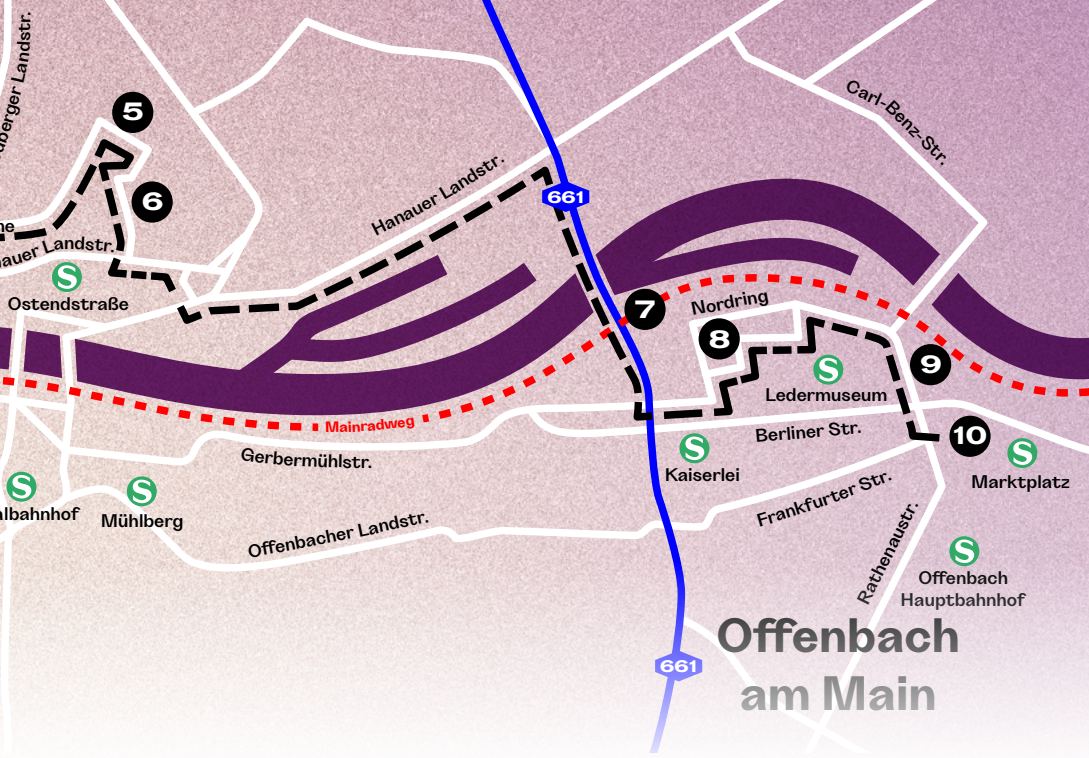 5
6
Hanauer Landstr.
Carl-Benz-Str.
661
Ostendstraße
7
Nordring
8
9
Ledermuseum
Mainradweg
10
Berliner Str.
Gerbermühlstr.
Kaiserlei
Marktplatz
Mühlberg
Frankfurter Str.
Offenbacher Landstr.
Rathenaustr.
Offenbach
Hauptbahnhof
Offenbach
am Main
661
S
S
S
S
S
S
S
Landstr.
Landstr.